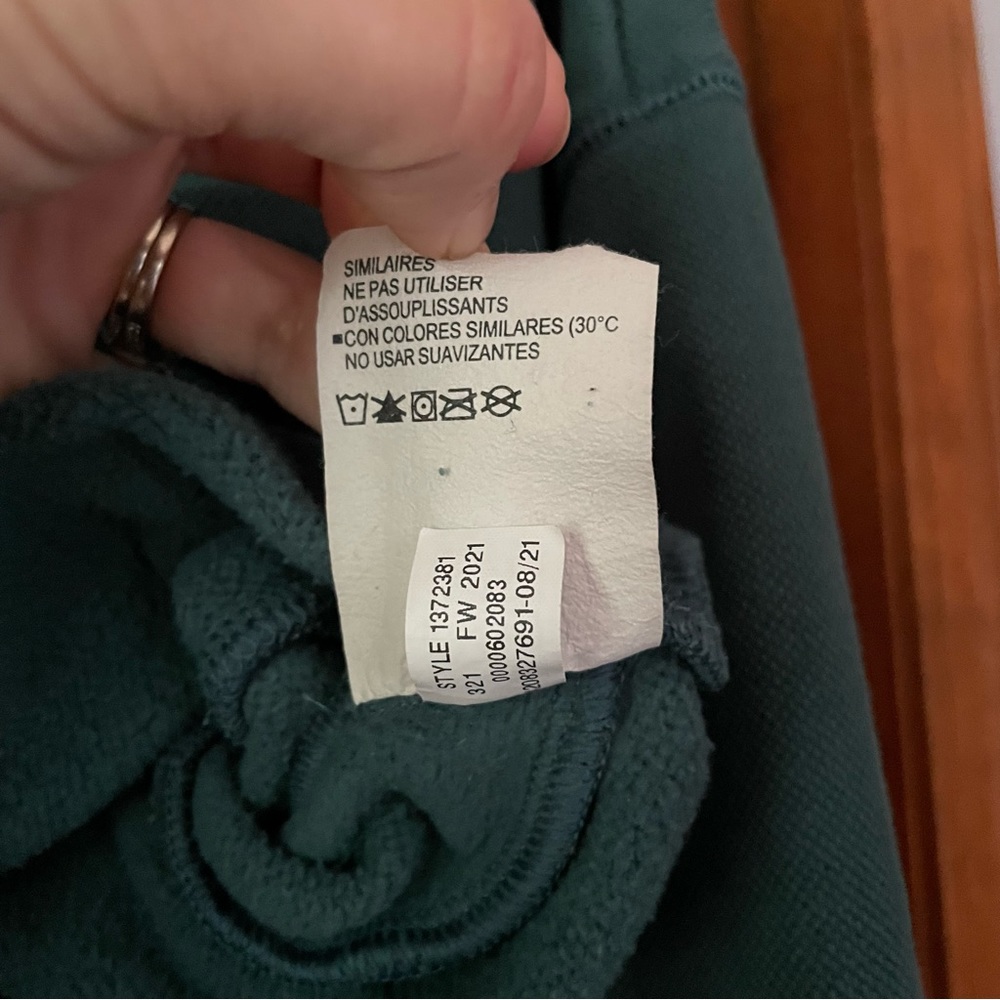 SIMILAIRES
NE PAS UTILISER
D'ASSOUPLISSANTS
■CON COLORES SIMILARES (30°C
NO USAR SUAVIZANTES
STYLE 1372381
321 FW 2021
0000602083
208327691-08/21